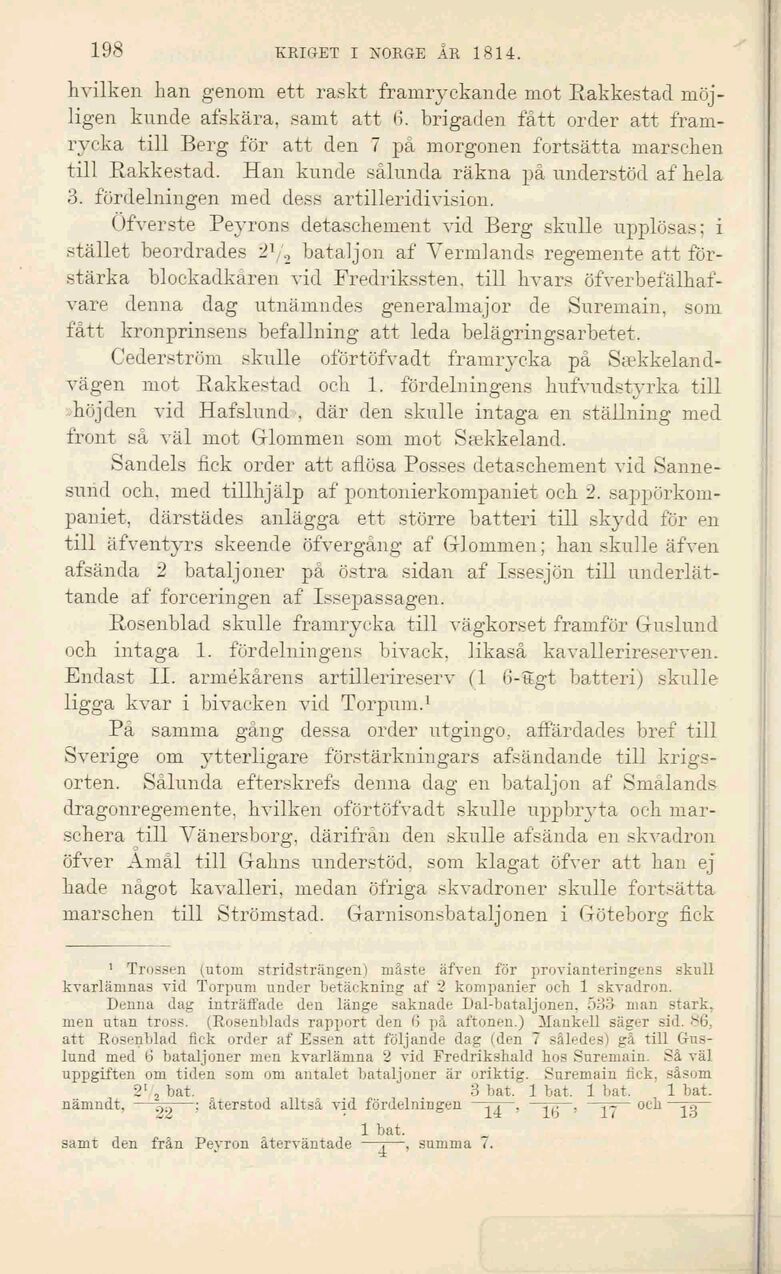 198 KRIGET I NORGE ÅR 1814.
hvilken han genom ett raskt framryckande mot Rakkestad möj-
ligen kunde afskära, samt att 6. brigaden fått order att fram-
rycka till Berg för att den 7 på morgonen fortsätta marschen
till Rakkestad. Han kunde sålunda räkna på understöd af hela
3. fördelningen med dess artilleridivision.
Öfverste Peyrons detaschement vid Berg skulle upplösas; i
stället beordrades 2¹/₂ bataljon af Vermlands regemente att för-
stärka blockadkåren vid Fredrikssten, till hvars öfverbefälhaf-
vare denna dag utnämndes generalmajor de Suremain, som
fått kronprinsens befallning att leda belägringsarbetet.
Cederström skulle ofortöfvadt framrycka på Sækkeland-
vägen mot Rakkestad och 1. fördelningens hufvudstyrka till
»höjden vid Hafslund», där den skulle intaga en ställning med
front så väl mot Glommen som mot Sækkeland.
Sandels fick order att aflösa Posses detaschement vid Sanne-
sund och, med tillhjälp af pontonierkompaniet och 2. sappörkom-
paniet, därstädes anlägga ett större batteri till skydd för en
till äfventyrs skeende öfvergång af Glommen; han skulle äfven
afsända 2 bataljoner på östra sidan af Issesjön till underlät-
tande af forceringen af Issepassagen.
Rosenblad skulle framrycka till vägkorset framför Guslund
och intaga 1. fördelningens bivack, likaså kavallerireserven.
Endast II. armékårens artillerireserv (1 6-℔gt batteri) skulle
ligga kvar i bivacken vid Torpum.¹
På samma gång dessa order utgingo, affärdades bref till
Sverige om ytterligare förstärkningars afsändande till krigs-
orten. Sålunda efterskrefs denna dag en bataljon af Smålands
dragonregemente, hvilken oförtöfvadt skulle uppbryta och mar-
schera till Vänersborg, därifrån den skulle afsända en skvadron
öfver Åmål till Gahns understöd, som klagat öfver att han ej
hade något kavalleri, medan öfriga skvadroner skulle fortsätta
marschen till Strömstad. Garnisonsbataljonen i Göteborg fick
¹ Trossen (utom stridsträngen) måste äfven för provianteringens skull
kvarlämnas vid Torpum under betäckning af 2 kompanier och 1 skvadron.
Denna dag inträffade den länge saknade Dal-bataljonen, 533 man stark,
men utan tross. (Rosenblads rapport den 6 på aftonen.) Mankell säger sid. 86,
att Rosenblad fick order af Essen att följande dag (den 7 således) gå till Gus-
lund med 6 bataljoner men kvarlämna 2 vid Fredrikshald hos Suremain. Så väl
uppgiften om tiden som om antalet bataljoner är oriktig. Suremain fick, såsom
2¹/₂ bat. 3 bat. 1 bat. 1 bat. 1 bat.
nämndt, 22; återstod alltså vid fördelningen 14, 16, 17 och 13
1 bat.
samt den från Peyron återväntade 4, summa 7.